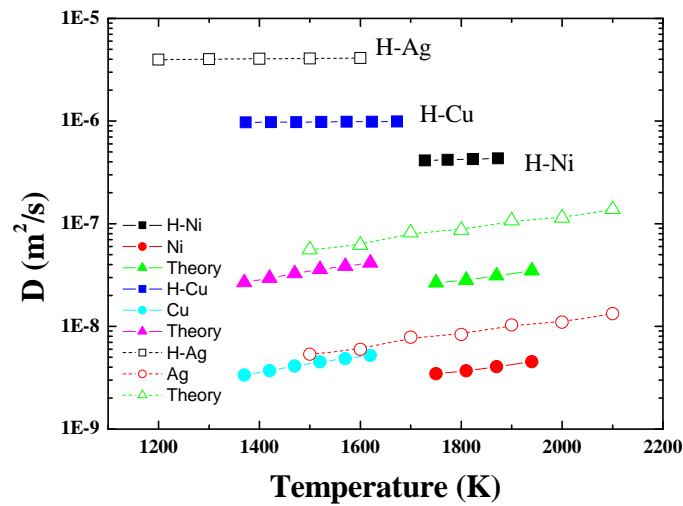 1E-5
1E-6
1E-7
1E-8
1E-9
D (m²/s)
H-Ag
H-Cu
H-Ni
H-Ni
Ni
Theory
H-Cu
Cu
Theory
H-Ag
Ag
Theory
1200 1400 1600 1800 2000 2200
Temperature (K)